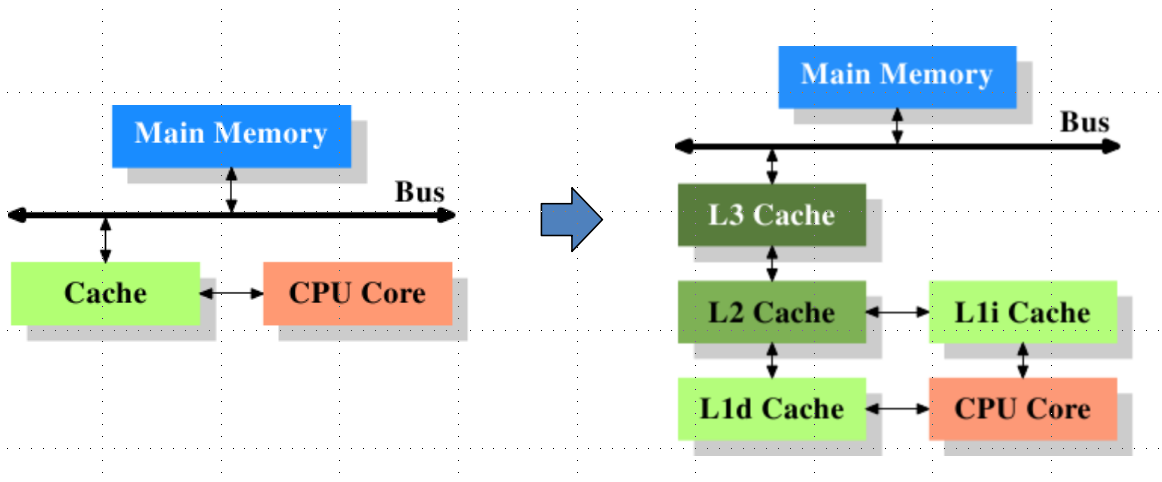 Main Memory
Bus
Cache
CPU Core
Main Memory
Bus
L3 Cache
L2 Cache
L1i Cache
L1d Cache
CPU Core